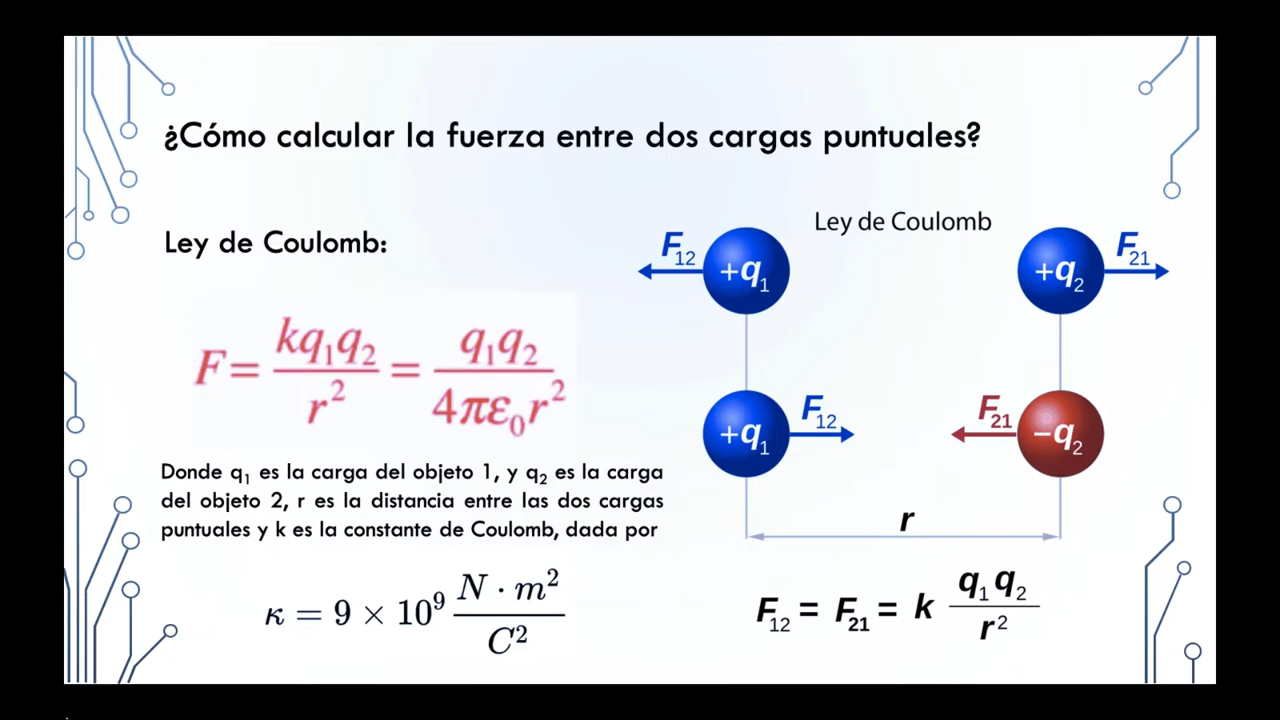 ¿Cómo calcular la fuerza entre dos cargas puntuales?
Ley de Coulomb:
F = kq₁q₂ / r² = q₁q₂ / 4πε₀r²
Donde q₁ es la carga del objeto 1, y q₂ es la carga
del objeto 2, r es la distancia entre las dos cargas
puntuales y k es la constante de Coulomb, dada por
κ = 9 × 10⁹ N · m² / C²
Ley de Coulomb
F₁₂ +q₁ +q₂ F₂₁
+q₁ F₁₂ F₂₁ −q₂
r
F₁₂ = F₂₁ = k q₁ q₂ / r²